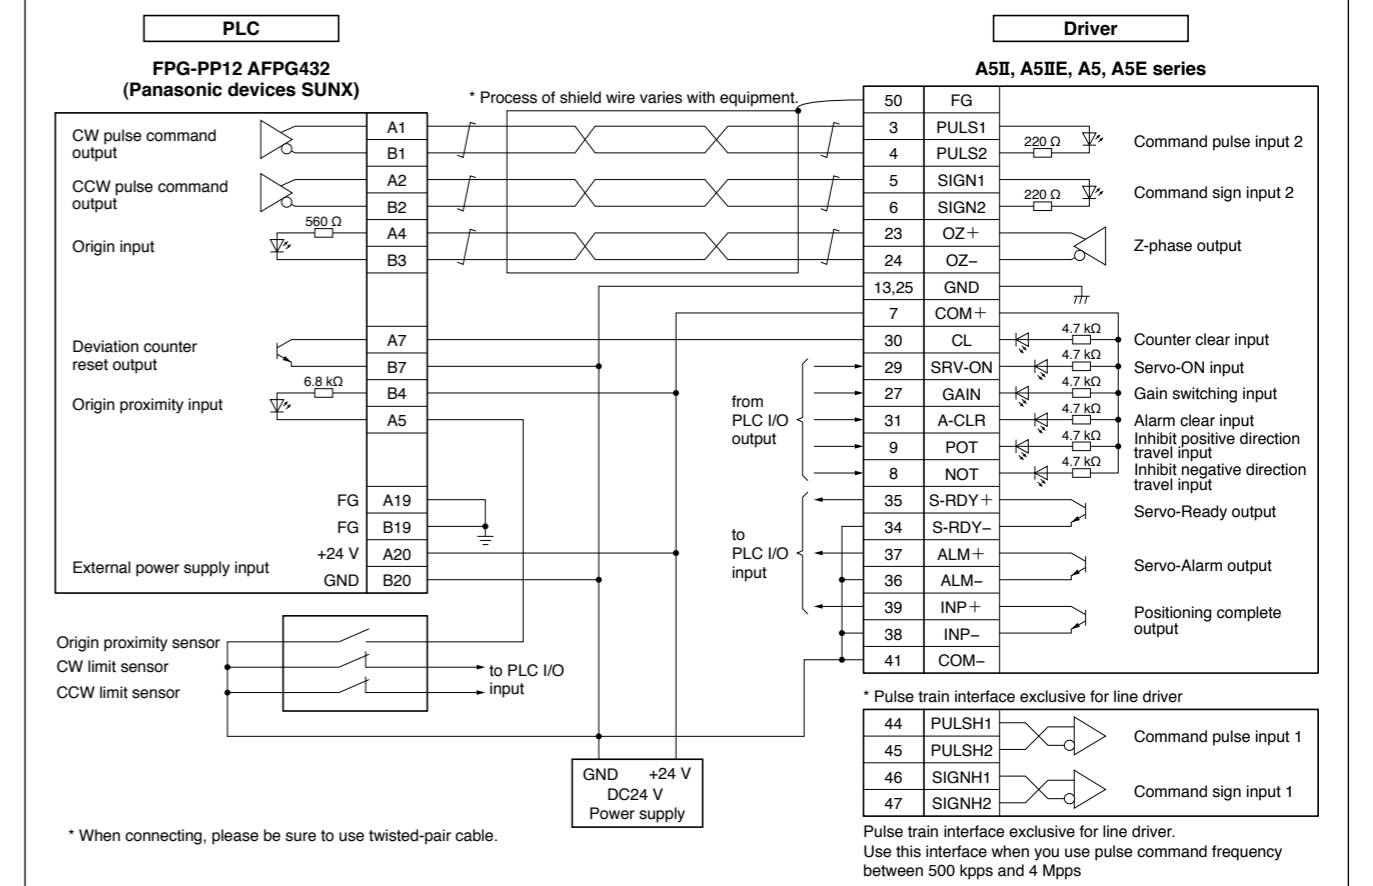 PLC
Driver
FPG-PP12 AFPG432
(Panasonic devices SUNX)
A5II, A5IIE, A5, A5E series
* Process of shield wire varies with equipment.
CW pulse command
output
A1
B1
CCW pulse command
output
A2
B2
560 Ω
Origin input
A4
B3
Deviation counter
reset output
A7
B7
6.8 kΩ
Origin proximity input
B4
A5
FG A19
FG B19
+24 V A20
External power supply input
GND B20
Origin proximity sensor
CW limit sensor
CCW limit sensor
to PLC I/O
input
from
PLC I/O
output
to
PLC I/O
input
GND +24 V
DC24 V
Power supply
* When connecting, please be sure to use twisted-pair cable.
50 FG
3 PULS1
4 PULS2
220 Ω
Command pulse input 2
5 SIGN1
6 SIGN2
220 Ω
Command sign input 2
23 OZ+
24 OZ−
Z-phase output
13,25 GND
7 COM+
30 CL 4.7 kΩ Counter clear input
29 SRV-ON 4.7 kΩ Servo-ON input
27 GAIN 4.7 kΩ Gain switching input
31 A-CLR 4.7 kΩ Alarm clear input
9 POT 4.7 kΩ Inhibit positive direction
travel input
8 NOT 4.7 kΩ Inhibit negative direction
travel input
35 S-RDY+
34 S-RDY−
Servo-Ready output
37 ALM+
36 ALM−
Servo-Alarm output
39 INP+
38 INP−
Positioning complete
output
41 COM−
* Pulse train interface exclusive for line driver
44 PULSH1
45 PULSH2
Command pulse input 1
46 SIGNH1
47 SIGNH2
Command sign input 1
Pulse train interface exclusive for line driver.
Use this interface when you use pulse command frequency
between 500 kpps and 4 Mpps